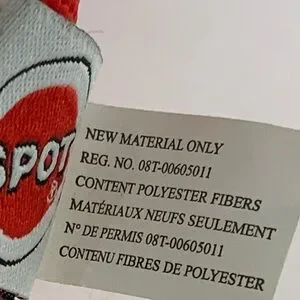 SPOT
&
NEW MATERIAL ONLY
REG. NO. 08T-00605011
CONTENT POLYESTER FIBERS
MATÉRIAUX NEUFS SEULEMENT
N° DE PERMIS 08T-00605011
CONTENU FIBRES DE POLYESTER